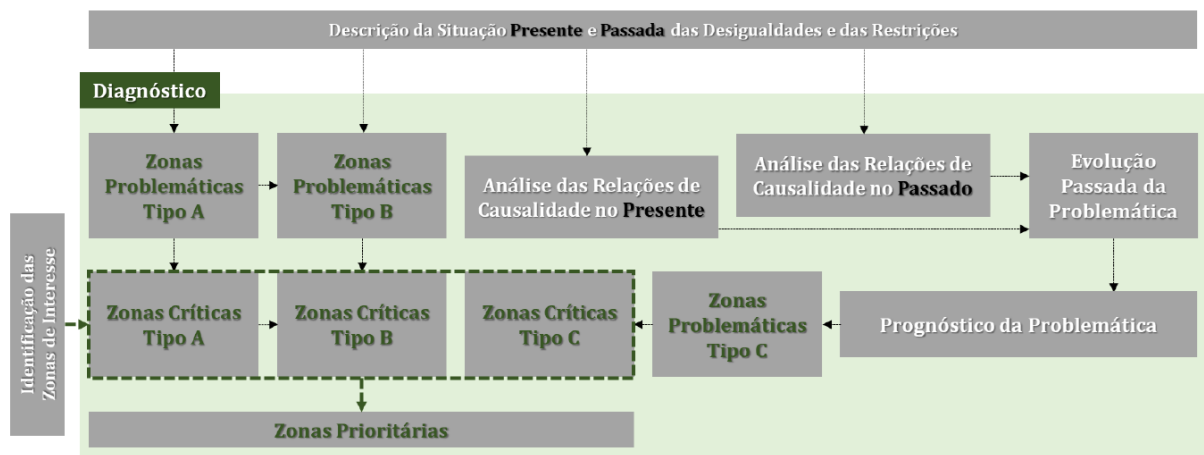 Descrição da Situação Presente e Passada das Desigualdades e das Restrições
Diagnóstico
Zonas
Problemáticas
Tipo A
Zonas
Problemáticas
Tipo B
Análise das Relações de
Causalidade no Presente
Análise das Relações de
Causalidade no Passado
Evolução
Passada da
Problemática
Identificação das
Zonas de Interesse
Zonas Críticas
Tipo A
Zonas Críticas
Tipo B
Zonas Críticas
Tipo C
Zonas
Problemáticas
Tipo C
Prognóstico da Problemática
Zonas Prioritárias